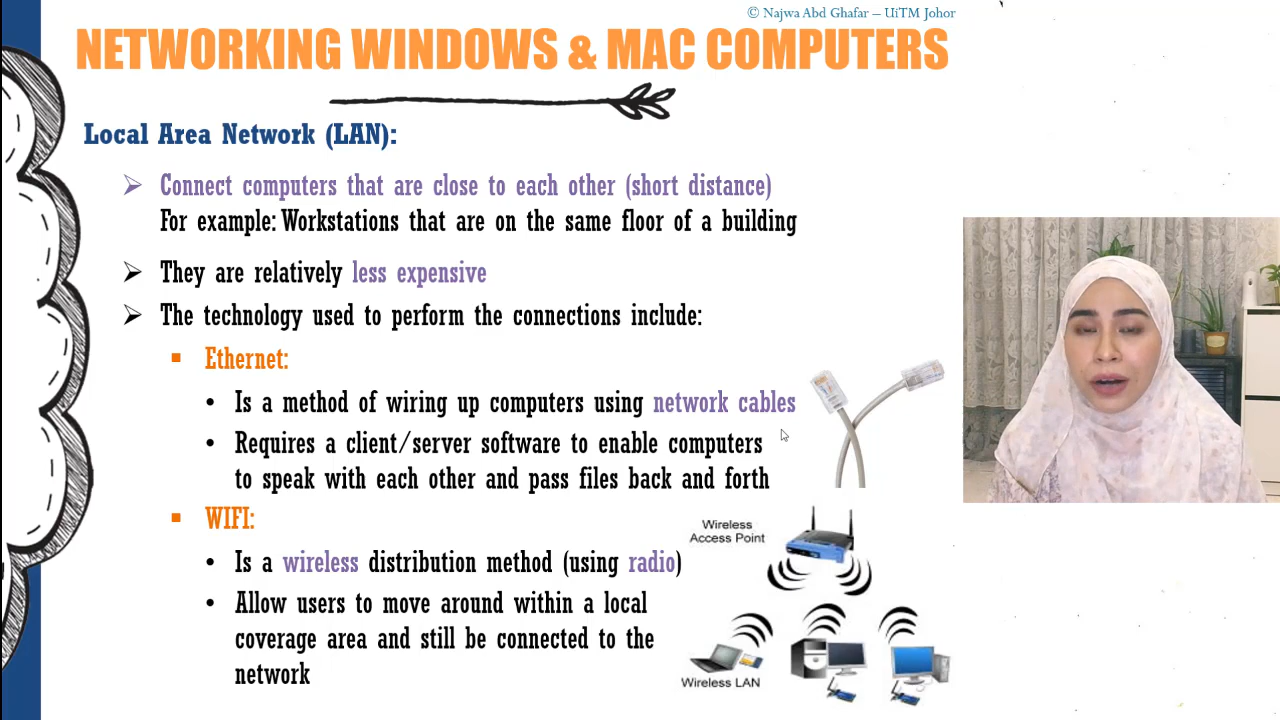 © Najwa Abd Ghafar – UiTM Johor
NETWORKING WINDOWS & MAC COMPUTERS
Local Area Network (LAN):
Connect computers that are close to each other (short distance)
For example: Workstations that are on the same floor of a building
They are relatively less expensive
The technology used to perform the connections include:
Ethernet:
Is a method of wiring up computers using network cables
Requires a client/server software to enable computers
to speak with each other and pass files back and forth
WIFI:
Is a wireless distribution method (using radio)
Allow users to move around within a local
coverage area and still be connected to the
network
Wireless
Access Point
Wireless LAN